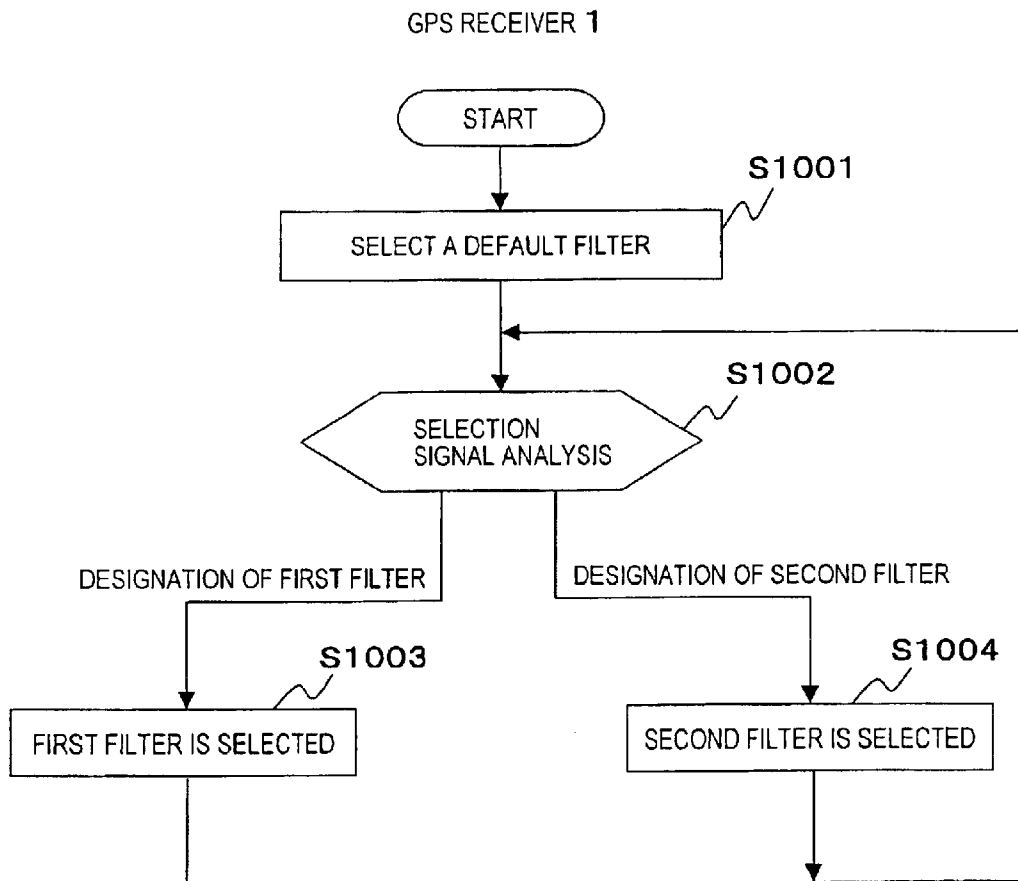 GPS RECEIVER 1
START
S1001
SELECT A DEFAULT FILTER
S1002
SELECTION
SIGNAL ANALYSIS
DESIGNATION OF FIRST FILTER
DESIGNATION OF SECOND FILTER
S1003
S1004
FIRST FILTER IS SELECTED
SECOND FILTER IS SELECTED